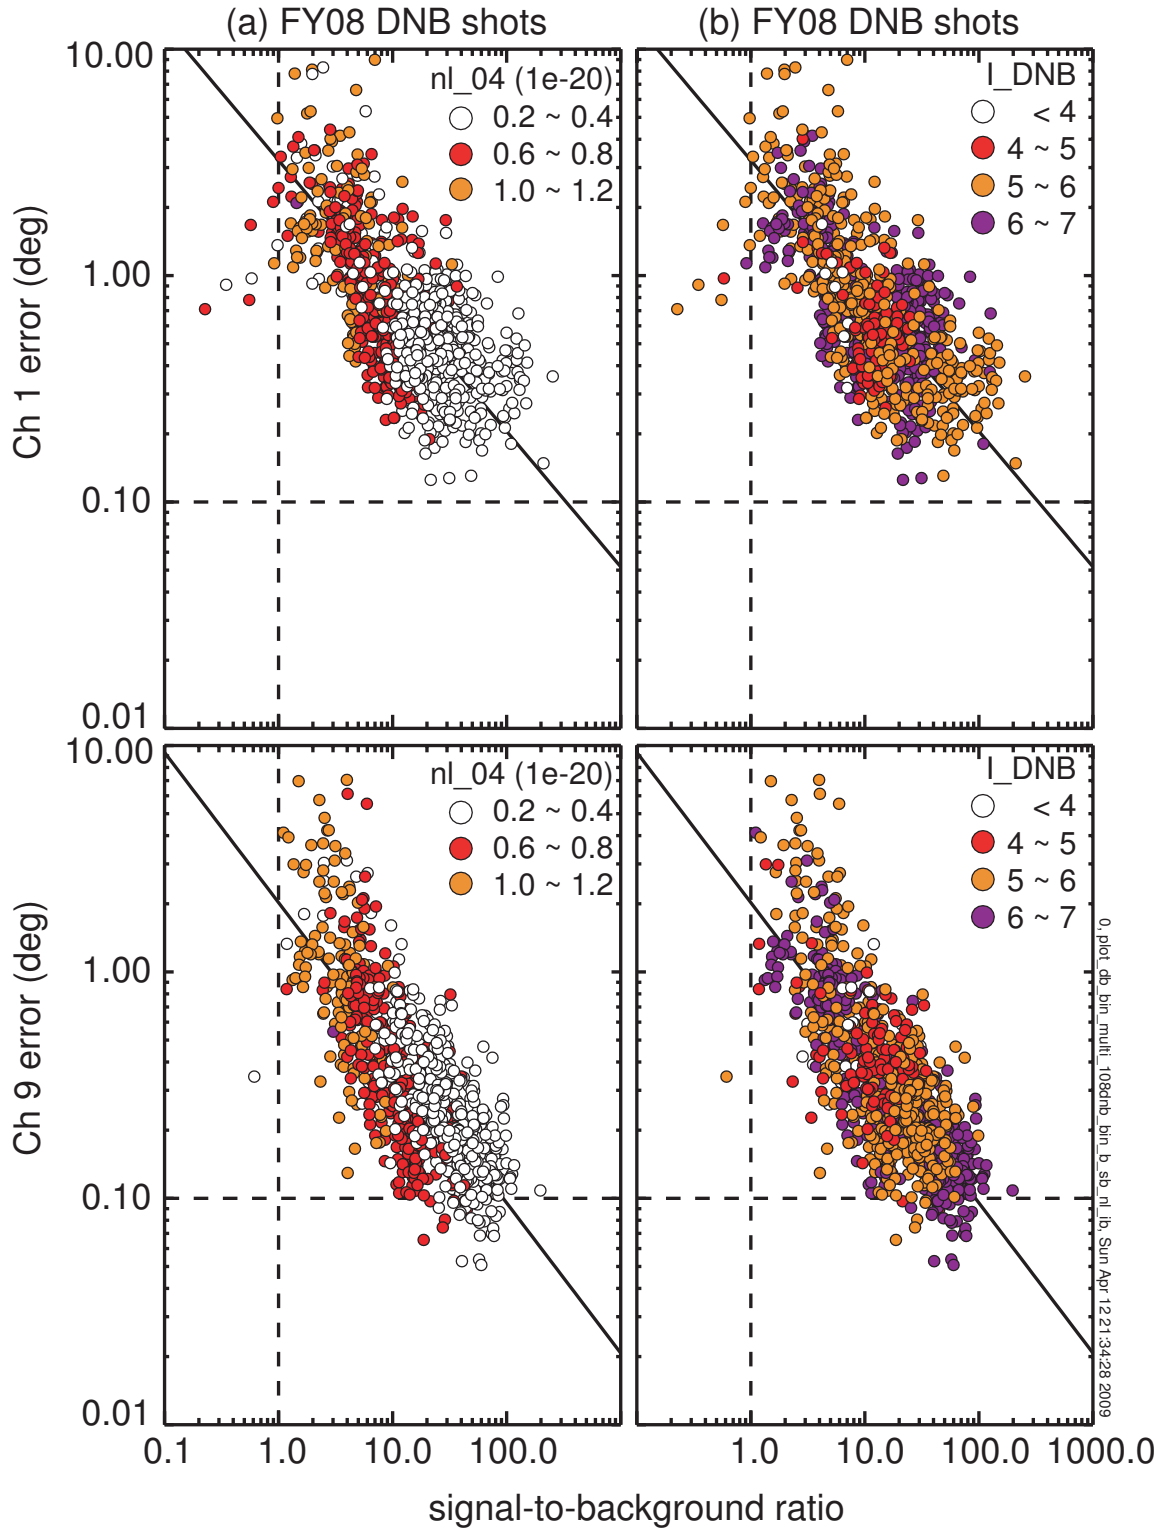 (a) FY08 DNB shots
(b) FY08 DNB shots
10.00
1.00
0.10
0.01
Ch 1 error (deg)
nl_04 (1e-20)
0.2 ~ 0.4
0.6 ~ 0.8
1.0 ~ 1.2
I_DNB
< 4
4 ~ 5
5 ~ 6
6 ~ 7
10.00
1.00
0.10
0.01
Ch 9 error (deg)
nl_04 (1e-20)
0.2 ~ 0.4
0.6 ~ 0.8
1.0 ~ 1.2
I_DNB
< 4
4 ~ 5
5 ~ 6
6 ~ 7
0, plot_db_bin_multi_108dnb_bin_b_sb_nl_ib, Sun Apr 12 21:34:28 2009
0.1 1.0 10.0 100.0
1.0 10.0 100.0 1000.0
signal-to-background ratio